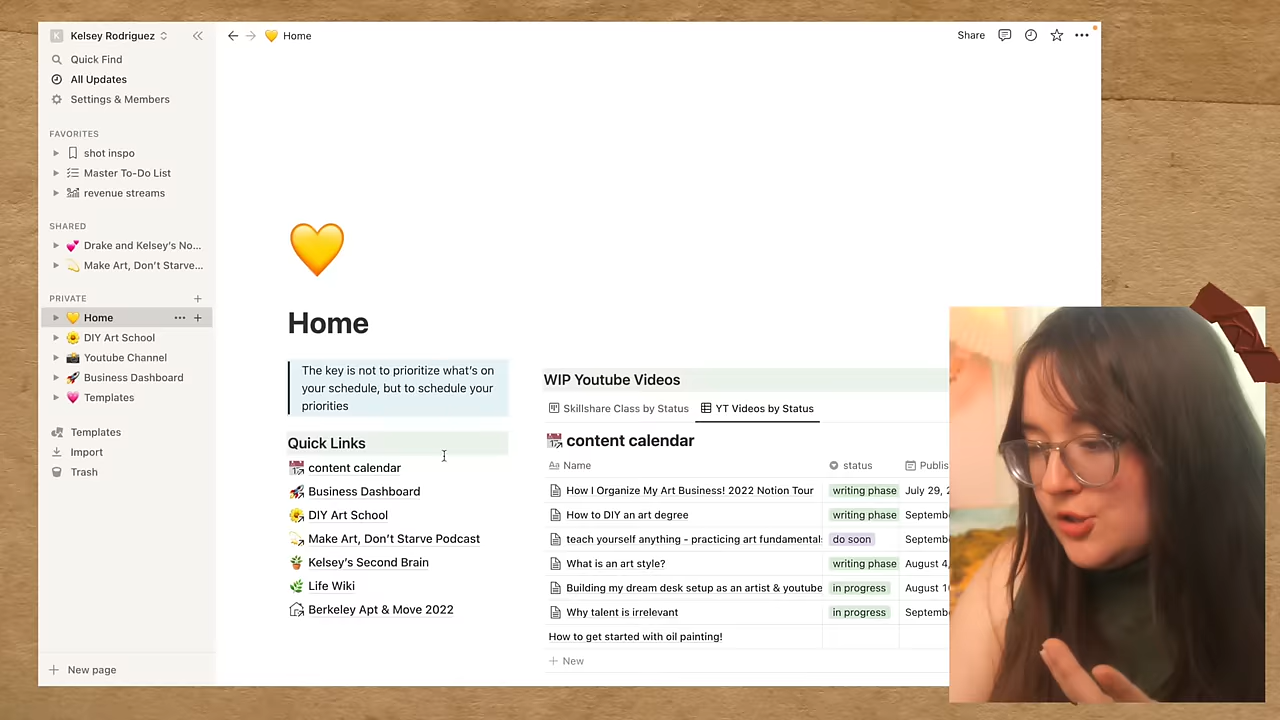 Kelsey Rodriguez
Quick Find
All Updates
Settings & Members
FAVORITES
shot inspo
Master To-Do List
revenue streams
SHARED
Drake and Kelsey's No...
Make Art, Don't Starve...
PRIVATE
Home
DIY Art School
Youtube Channel
Business Dashboard
Templates
Templates
Import
Trash
New page
Home
Share
Home
The key is not to prioritize what's on
your schedule, but to schedule your
priorities
Quick Links
content calendar
Business Dashboard
DIY Art School
Make Art, Don't Starve Podcast
Kelsey's Second Brain
Life Wiki
Berkeley Apt & Move 2022
WIP Youtube Videos
Skillshare Class by Status YT Videos by Status
content calendar
Aa Name status Publis
How I Organize My Art Business! 2022 Notion Tour writing phase July 29, 2
How to DIY an art degree writing phase Septemb
teach yourself anything - practicing art fundamentals do soon Septemb
What is an art style? writing phase August 4,
Building my dream desk setup as an artist & youtube in progress August 1
Why talent is irrelevant in progress Septemb
How to get started with oil painting!
New